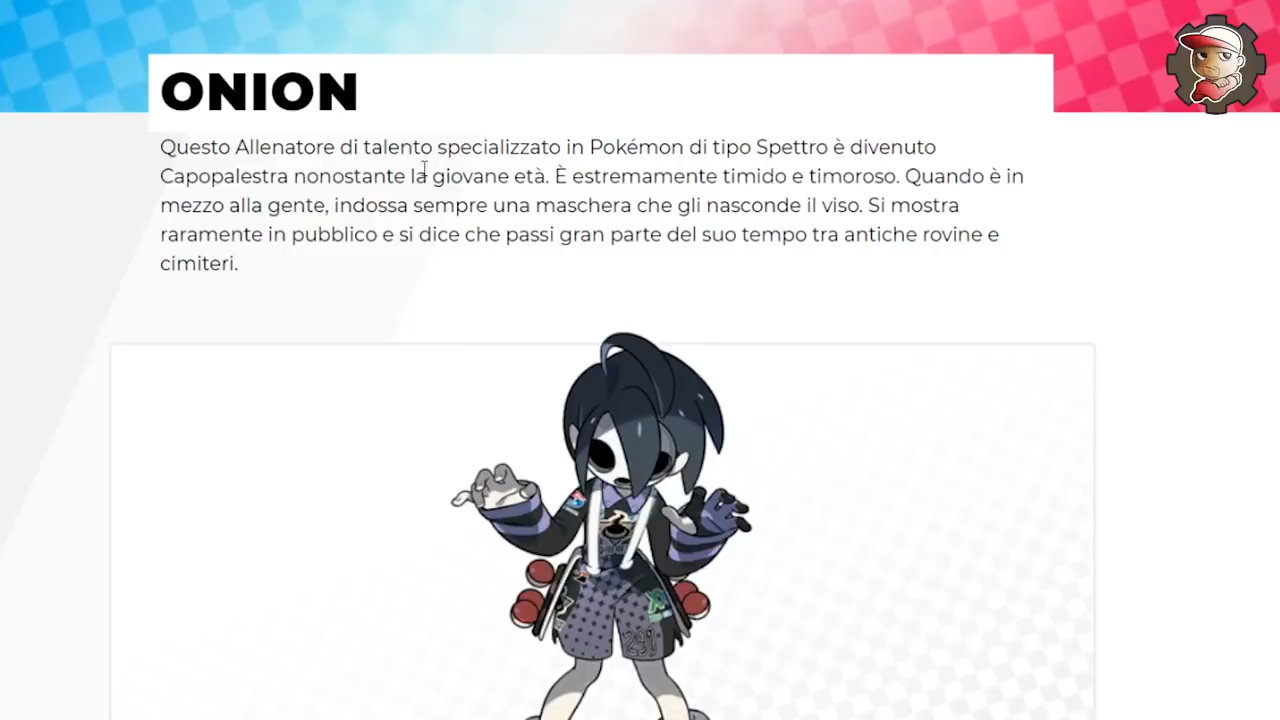 ONION
Questo Allenatore di talento specializzato in Pokémon di tipo Spettro è divenuto
Capopalestra nonostante la giovane età. È estremamente timido e timoroso. Quando è in
mezzo alla gente, indossa sempre una maschera che gli nasconde il viso. Si mostra
raramente in pubblico e si dice che passi gran parte del suo tempo tra antiche rovine e
cimiteri.
291